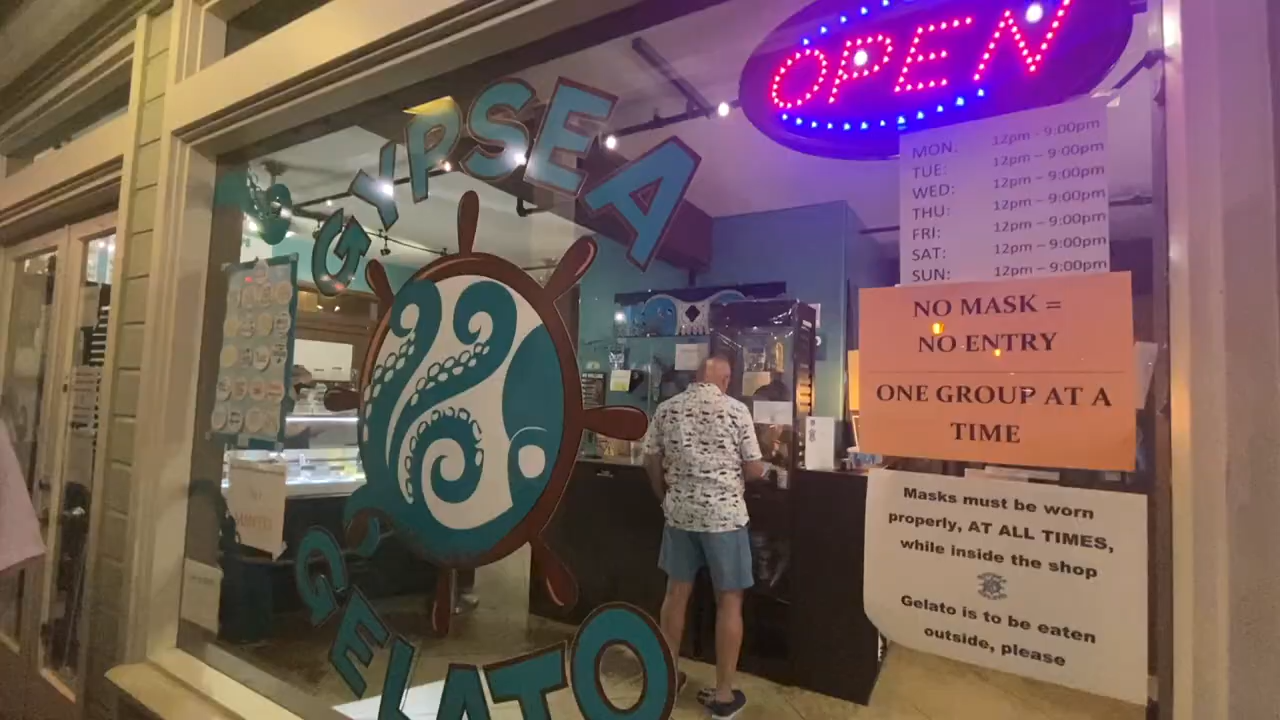 GYPSEA
GELATO
OPEN
MON: 12pm - 9:00pm
TUE: 12pm – 9:00pm
WED: 12pm – 9:00pm
THU: 12pm – 9:00pm
FRI: 12pm – 9:00pm
SAT: 12pm – 9:00pm
SUN: 12pm – 9:00pm
NO MASK =
NO ENTRY
ONE GROUP AT A
TIME
Masks must be worn
properly, AT ALL TIMES,
while inside the shop
Gelato is to be eaten
outside, please